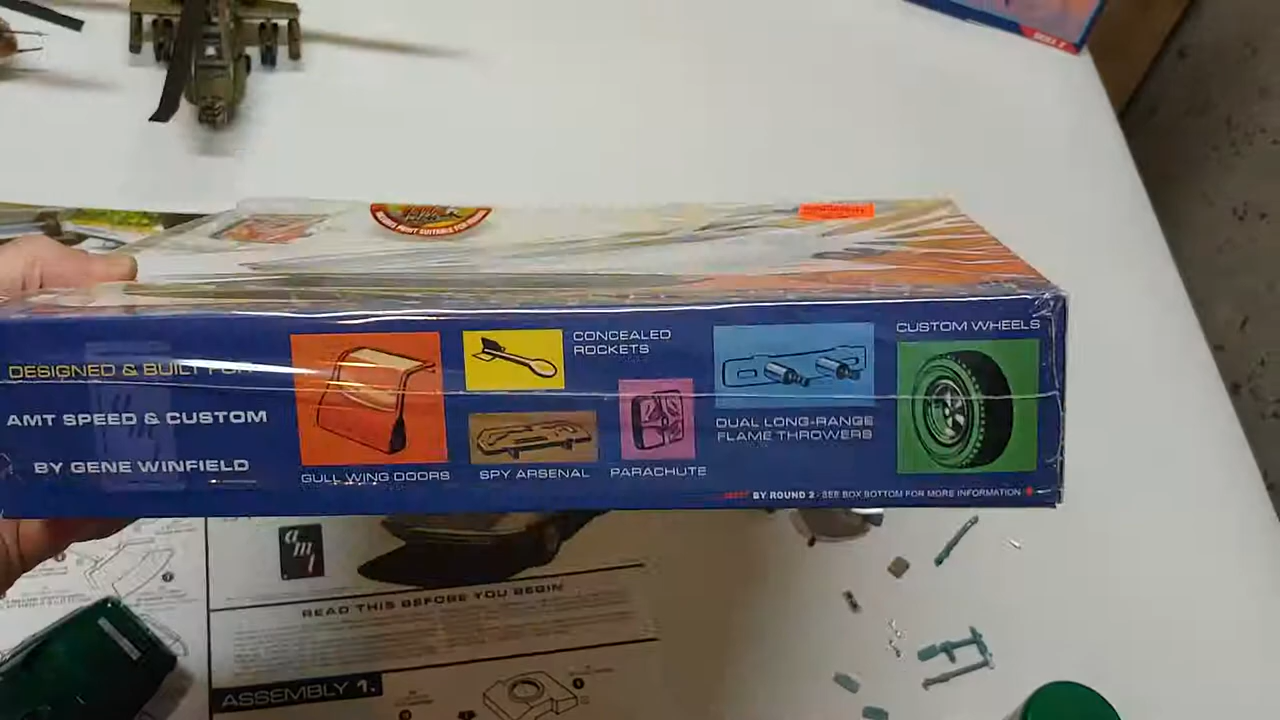 DESIGNED & BUILT FOR
AMT SPEED & CUSTOM
BY GENE WINFIELD
GULL WING DOORS
CONCEALED
ROCKETS
SPY ARSENAL
PARACHUTE
DUAL LONG-RANGE
FLAME THROWERS
CUSTOM WHEELS
BY ROUND 2 - SEE BOX BOTTOM FOR MORE INFORMATION
amt
READ THIS BEFORE YOU BEGIN
ASSEMBLY 1.